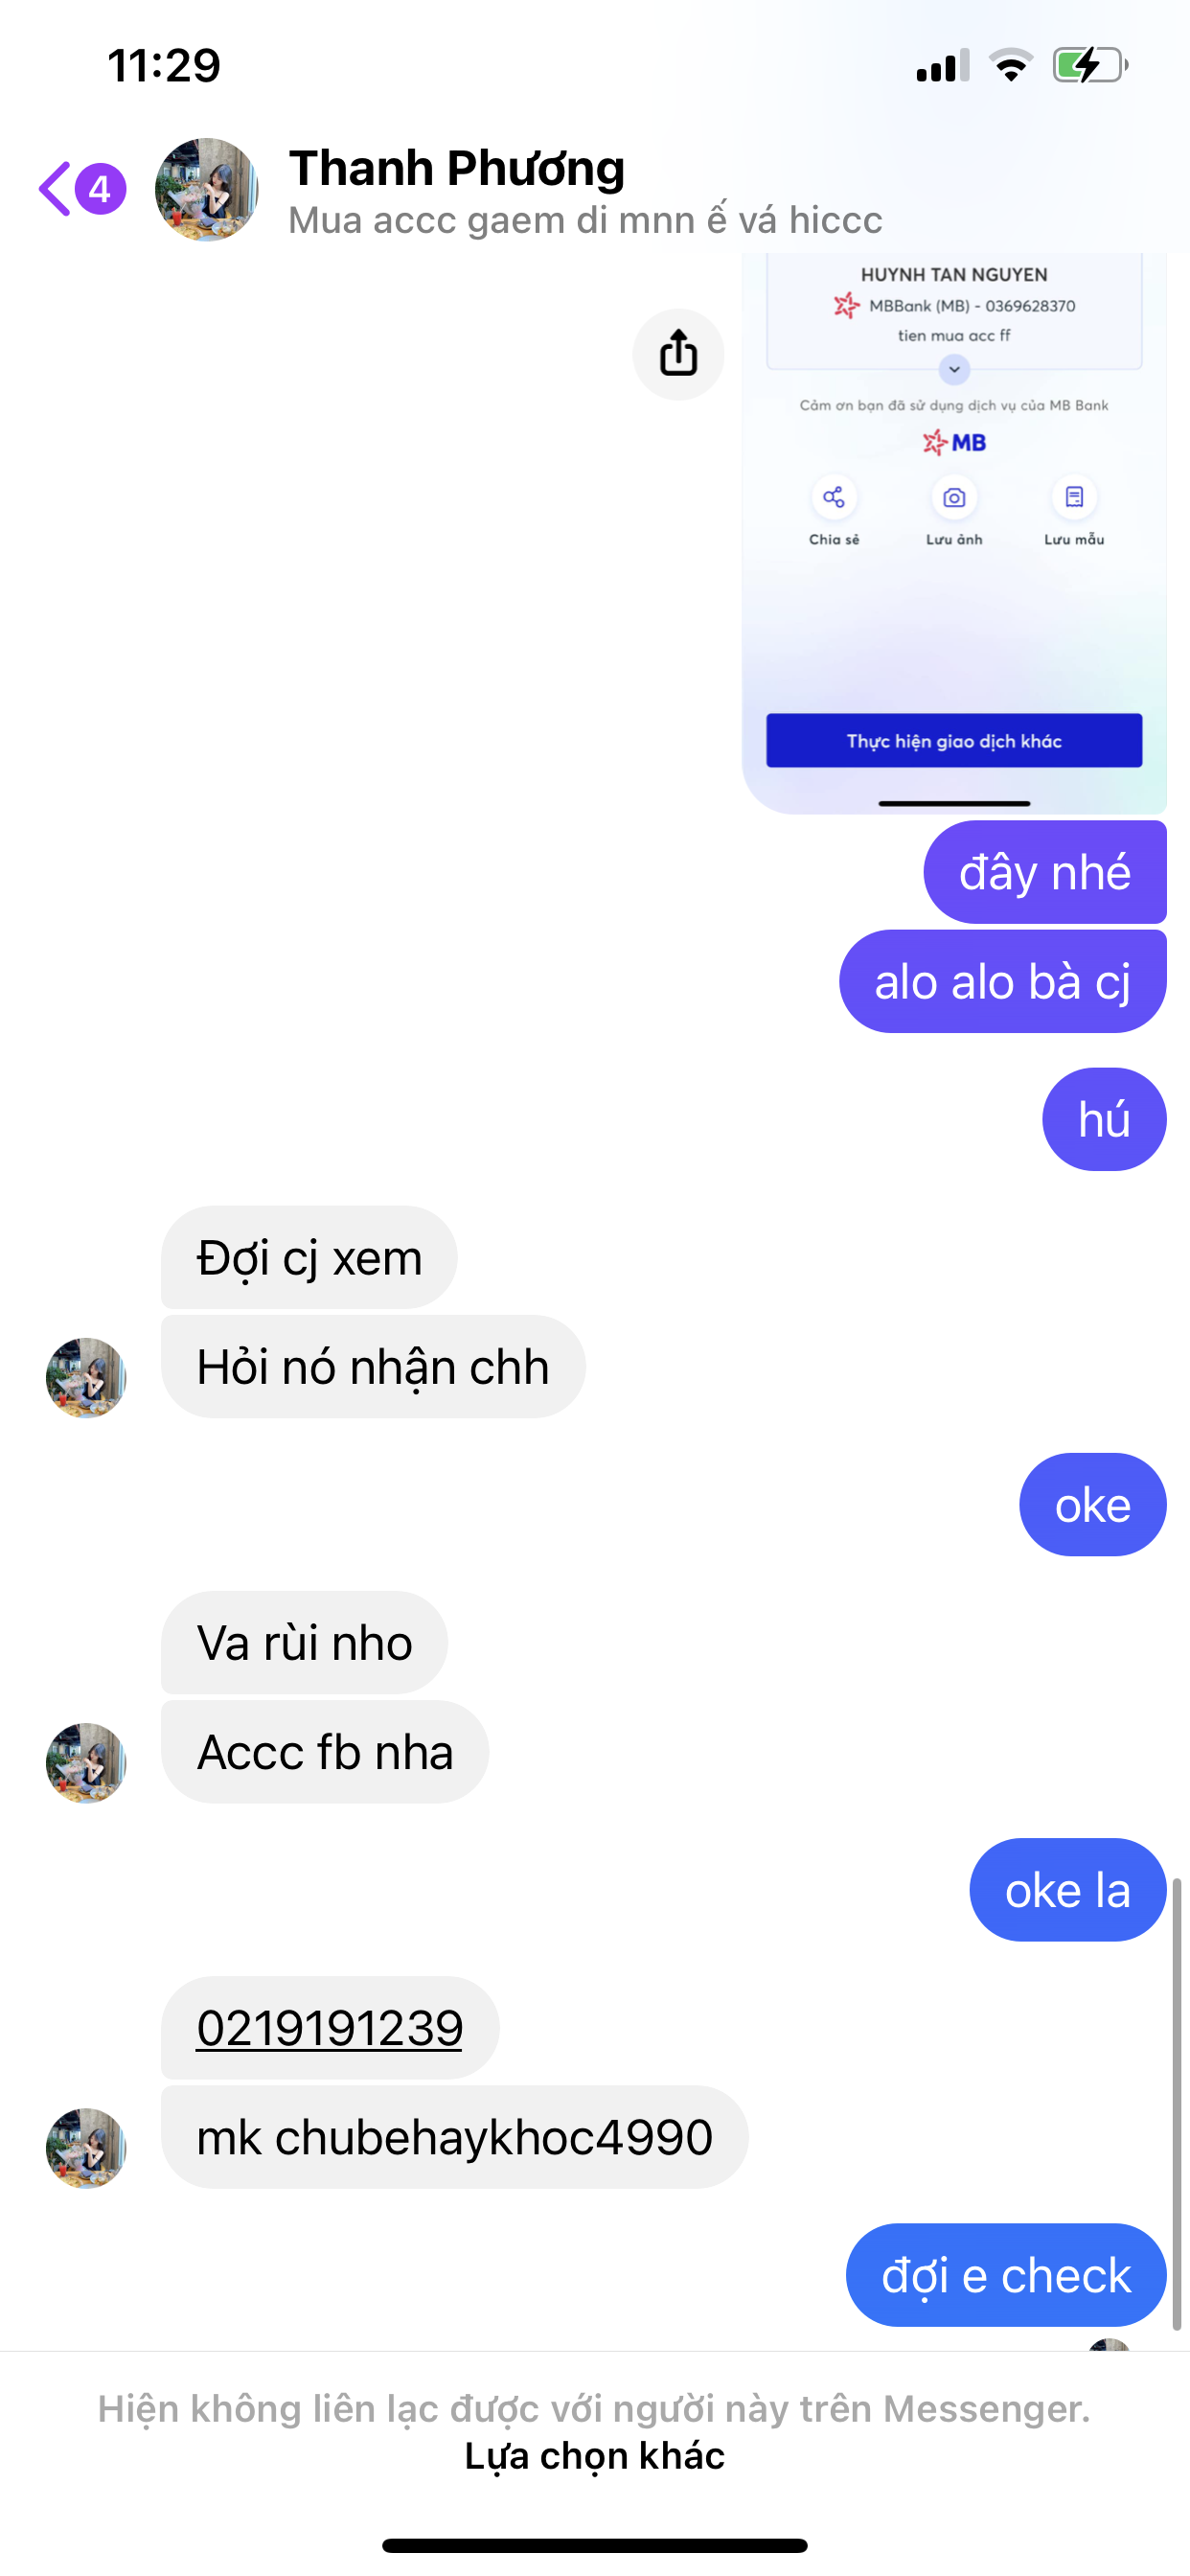 11:29
4
Thanh Phương
Mua accc gaem di mnn ế vá hiccc
HUYNH TAN NGUYEN
MBBank (MB) - 0369628370
tien mua acc ff
Cảm ơn bạn đã sử dụng dịch vụ của MB Bank
MB
Chia sẻ Lưu ảnh Lưu mẫu
Thực hiện giao dịch khác
đây nhé
alo alo bà cj
hú
Đợi cj xem
Hỏi nó nhận chh
oke
Va rùi nho
Accc fb nha
oke la
0219191239
mk chubehaykhoc4990
đợi e check
Hiện không liên lạc được với người này trên Messenger.
Lựa chọn khác